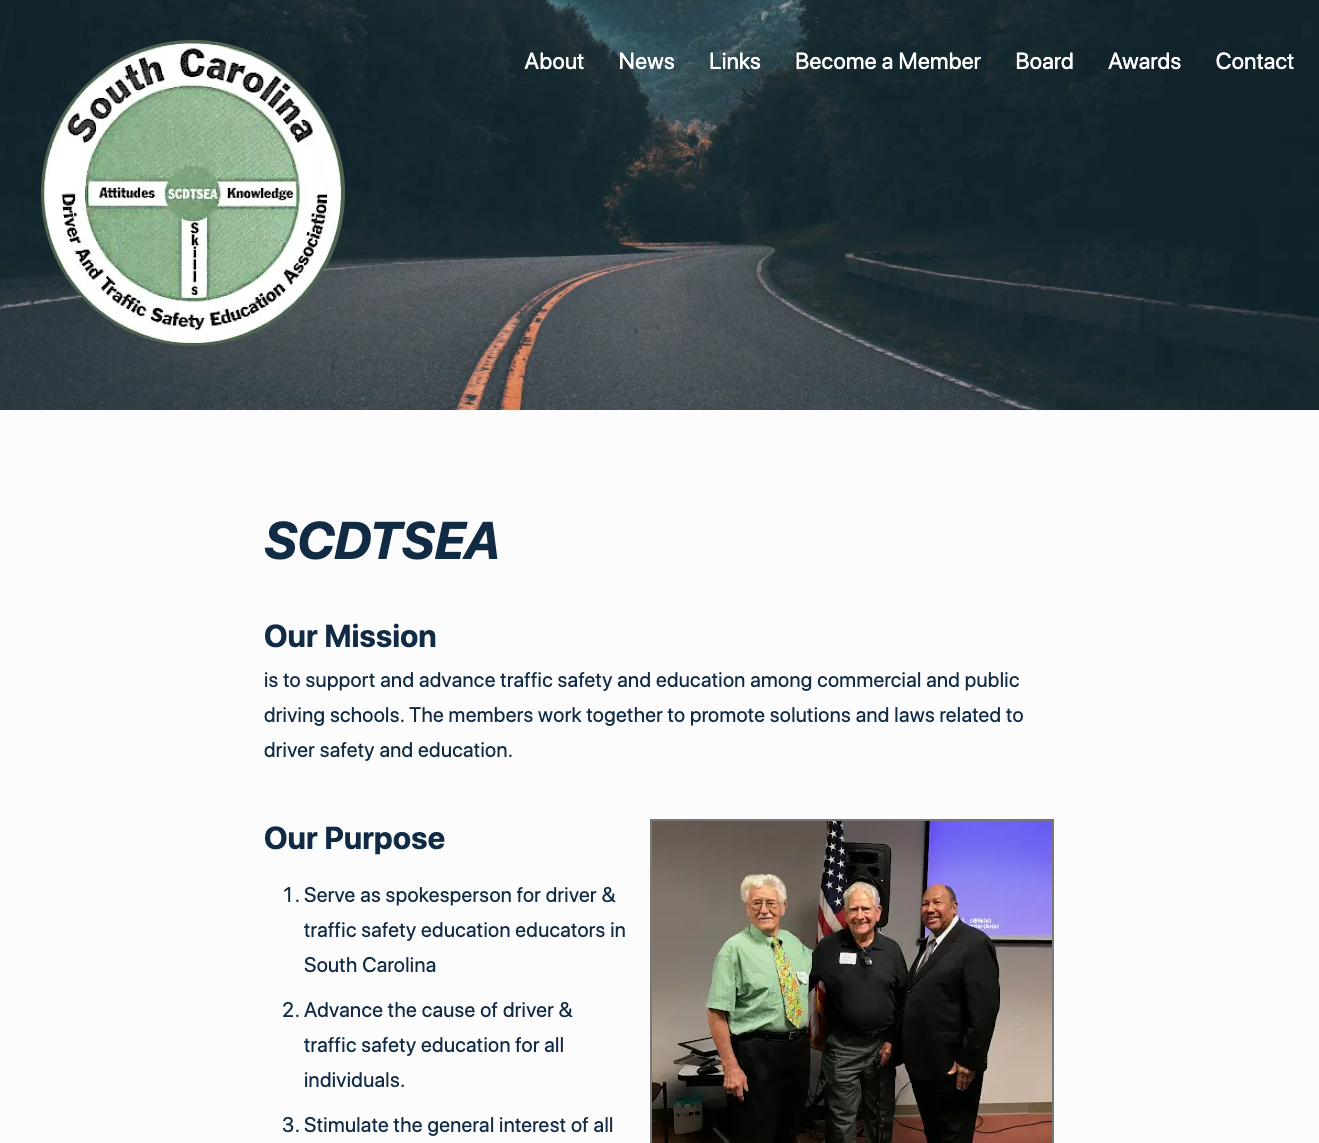 About News Links Become a Member Board Awards Contact
South Carolina
Attitudes SCDTSEA Knowledge
Skills
Driver And Traffic Safety Education Association
SCDTSEA
Our Mission
is to support and advance traffic safety and education among commercial and public
driving schools. The members work together to promote solutions and laws related to
driver safety and education.
Our Purpose
1. Serve as spokesperson for driver &
traffic safety education educators in
South Carolina
2. Advance the cause of driver &
traffic safety education for all
individuals.
3. Stimulate the general interest of all